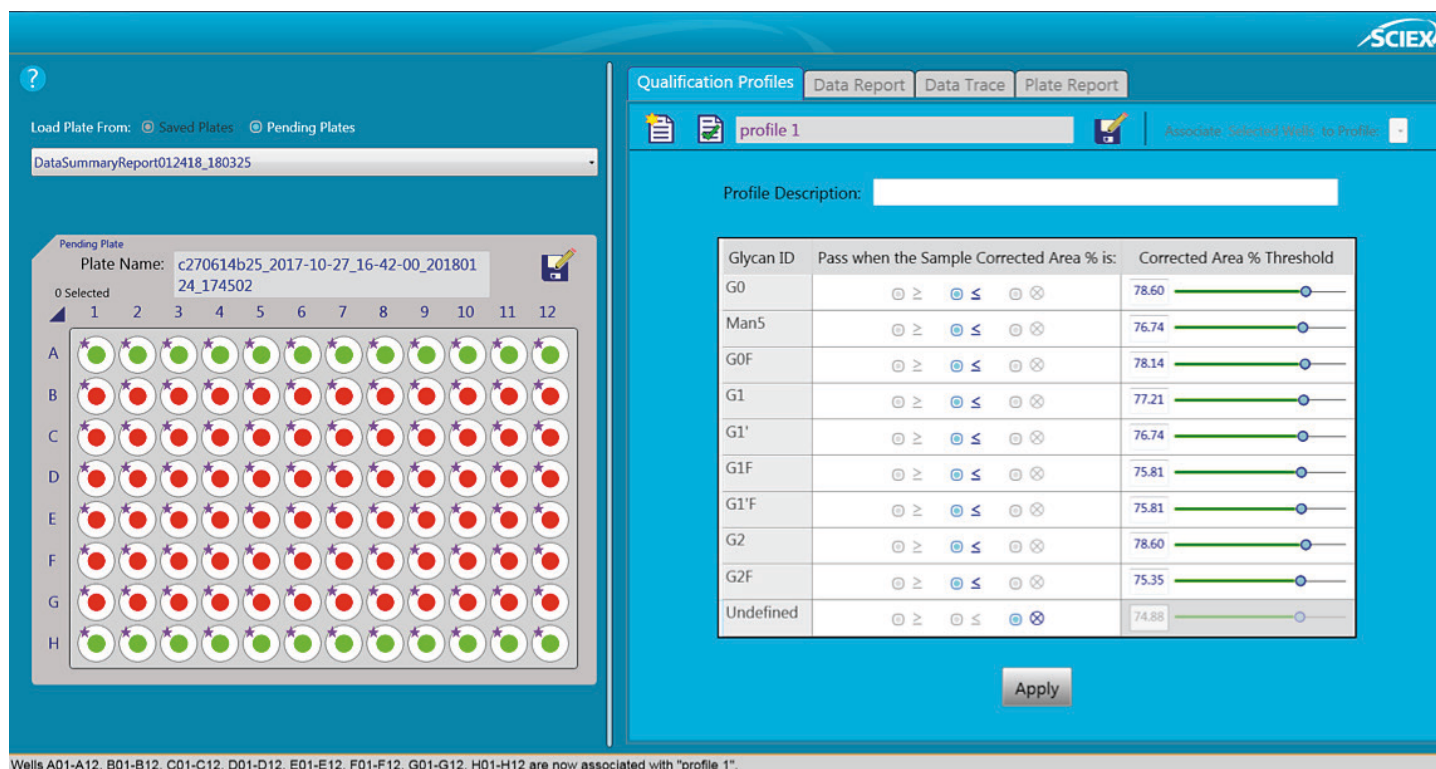 SCIEX
?
Qualification Profiles Data Report Data Trace Plate Report
Load Plate From: Saved Plates Pending Plates
profile 1
Associate Selected Wells to Profile:
DataSummaryReport012418_180325
Profile Description:
Pending Plate
Plate Name: c270614b25_2017-10-27_16-42-00_201801
24_174502
0 Selected
1 2 3 4 5 6 7 8 9 10 11 12
A
B
C
D
E
F
G
H
Glycan ID Pass when the Sample Corrected Area % is: Corrected Area % Threshold
G0 ≥ ≤ ⊗ 78.60
Man5 ≥ ≤ ⊗ 76.74
G0F ≥ ≤ ⊗ 78.14
G1 ≥ ≤ ⊗ 77.21
G1' ≥ ≤ ⊗ 76.74
G1F ≥ ≤ ⊗ 75.81
G1'F ≥ ≤ ⊗ 75.81
G2 ≥ ≤ ⊗ 78.60
G2F ≥ ≤ ⊗ 75.35
Undefined ≥ ≤ ⊗ 74.88
Apply
Wells A01-A12, B01-B12, C01-C12, D01-D12, E01-E12, F01-F12, G01-G12, H01-H12 are now associated with "profile 1".